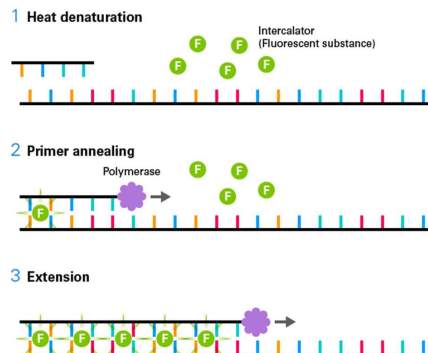 1 Heat denaturation
Intercalator
(Fluorescent substance)
F F
F F F
2 Primer annealing
Polymerase
F F
F F
F
3 Extension
F F F F F